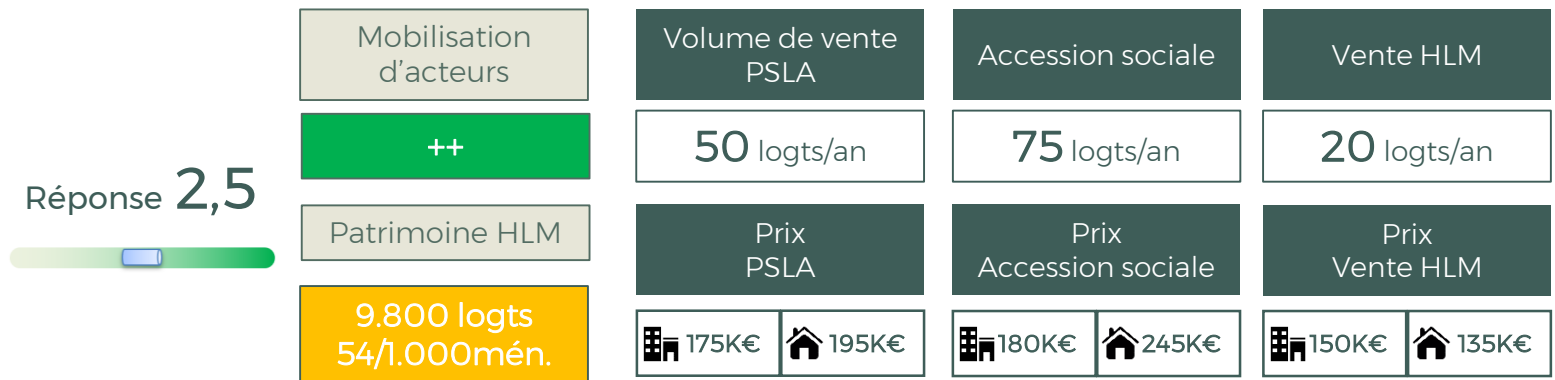 Réponse 2,5
Mobilisation
d’acteurs
++
Patrimoine HLM
9.800 logts
54/1.000mén.
Volume de vente
PSLA
50 logts/an
Prix
PSLA
175K€
195K€
Accession sociale
75 logts/an
Prix
Accession sociale
180K€
245K€
Vente HLM
20 logts/an
Prix
Vente HLM
150K€
135K€